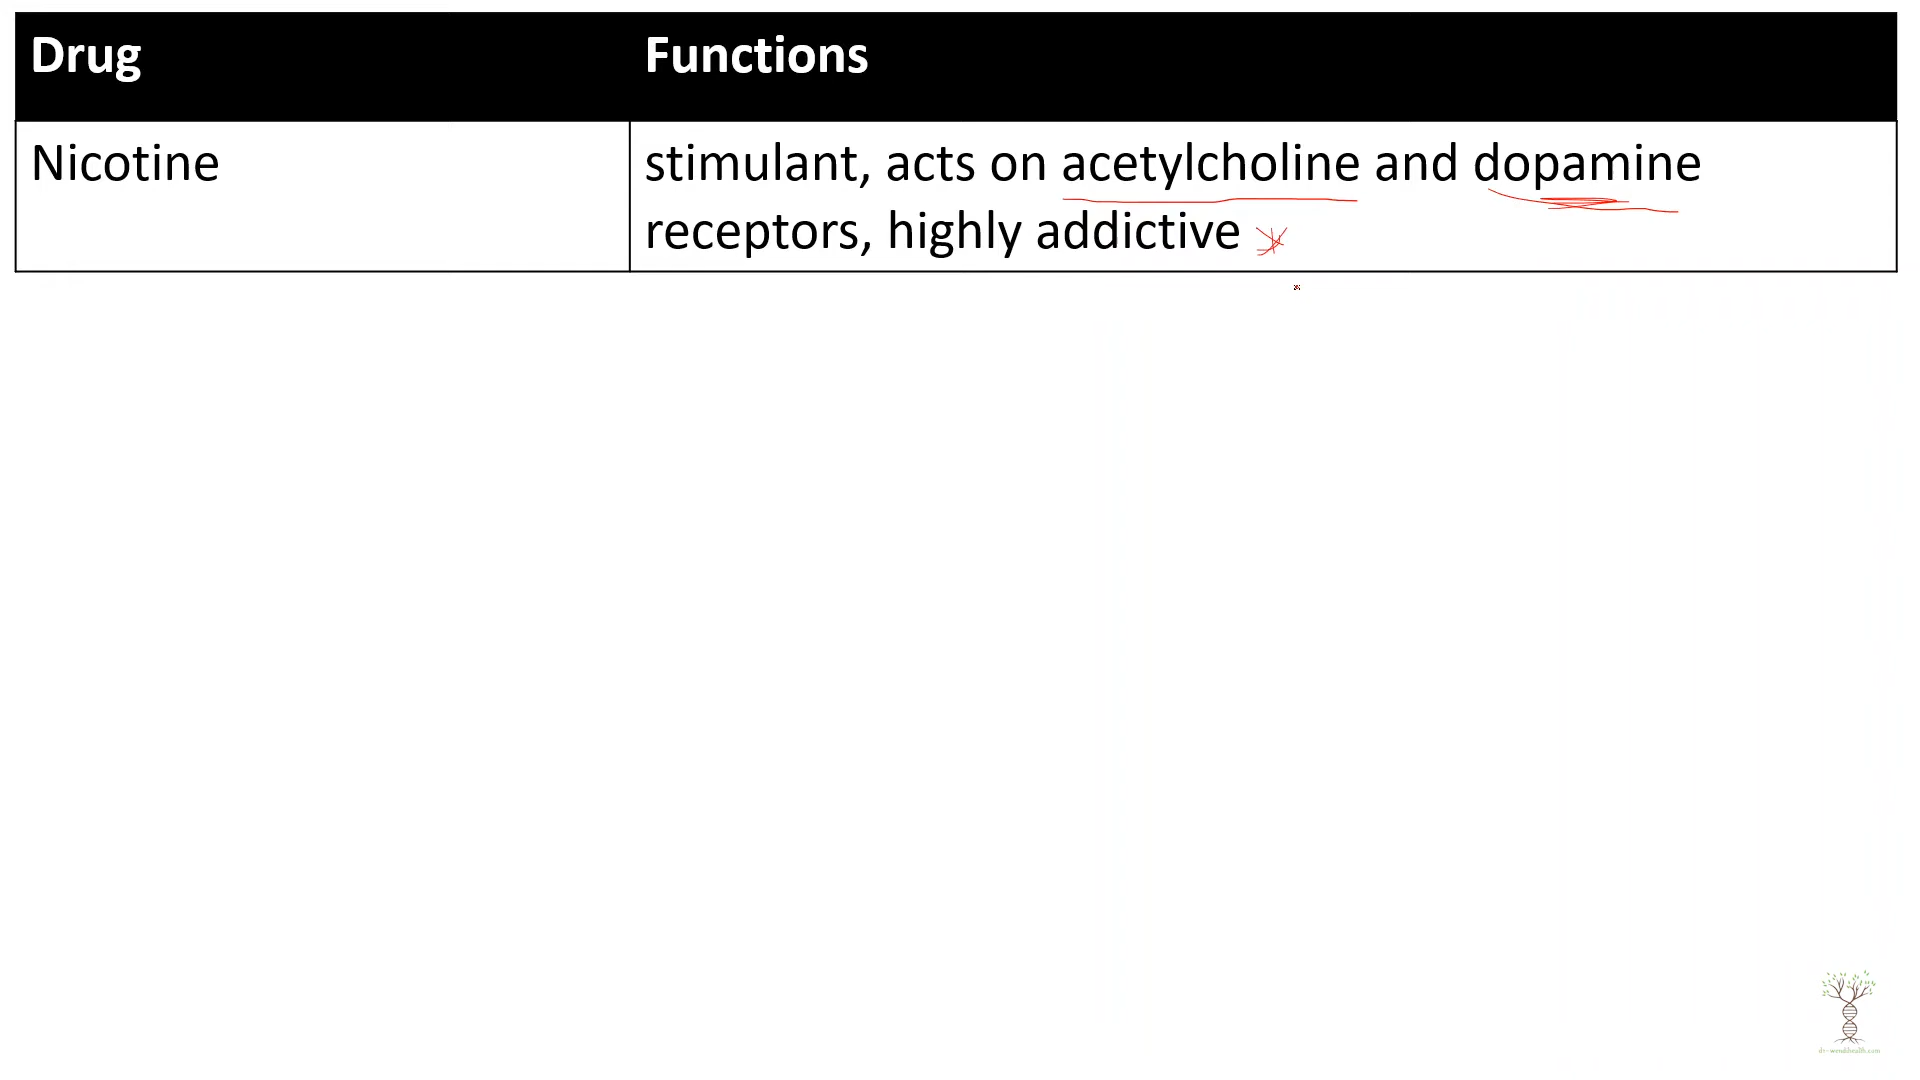 Drug
Functions
Nicotine
stimulant, acts on acetylcholine and dopamine
receptors, highly addictive